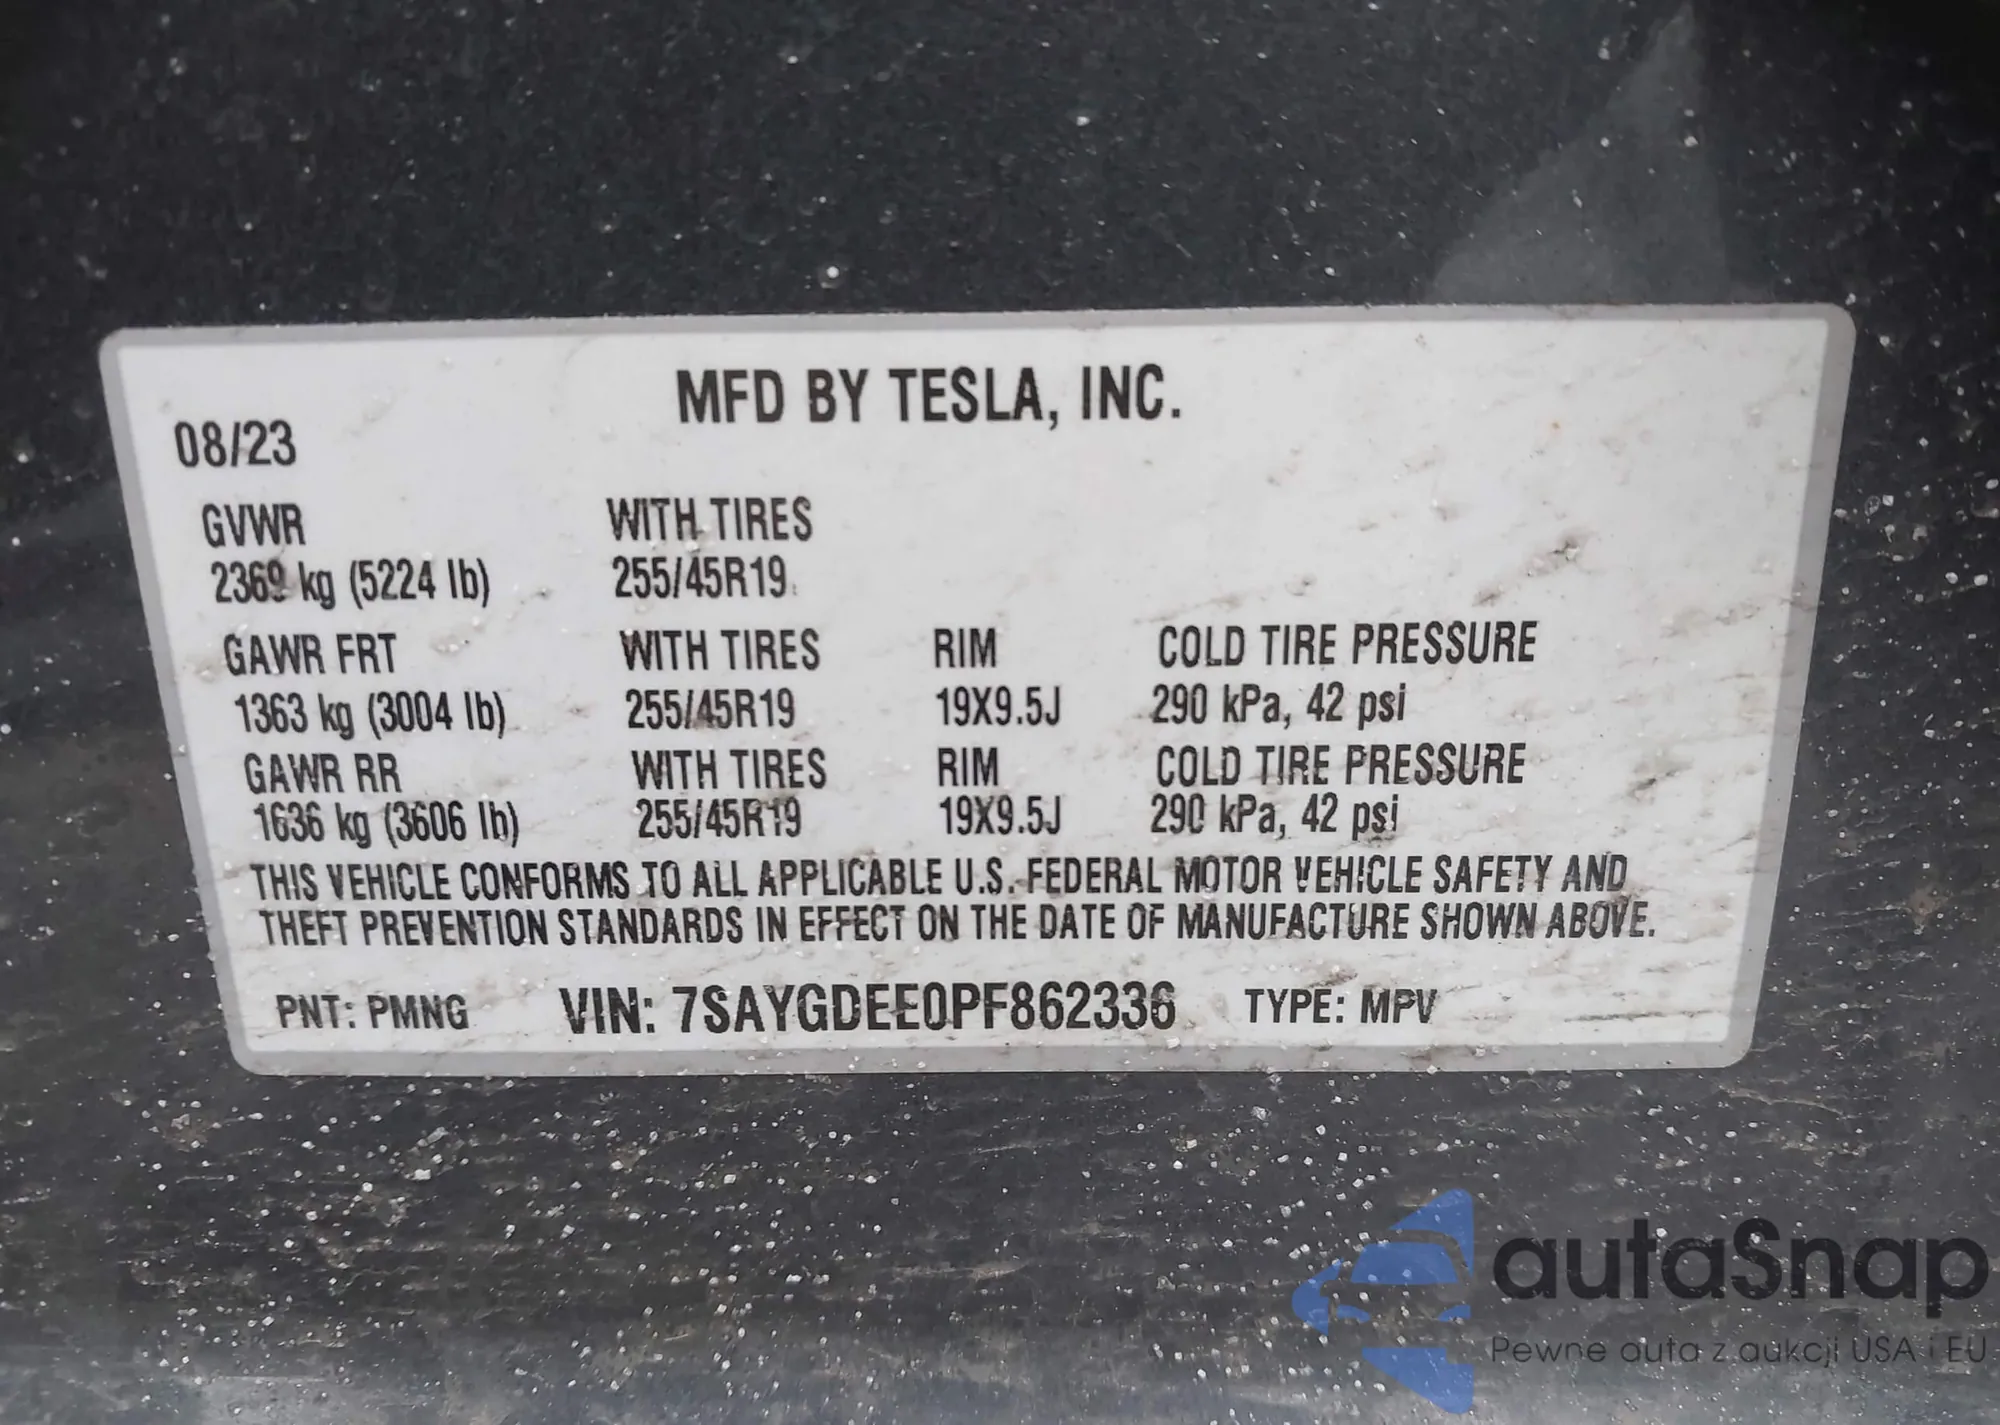 MFD BY TESLA, INC.
08/23
GVWR WITH TIRES
2369 kg (5224 lb) 255/45R19
GAWR FRT WITH TIRES RIM COLD TIRE PRESSURE
1363 kg (3004 lb) 255/45R19 19X9.5J 290 kPa, 42 psi
GAWR RR WITH TIRES RIM COLD TIRE PRESSURE
1636 kg (3606 lb) 255/45R19 19X9.5J 290 kPa, 42 psi
THIS VEHICLE CONFORMS TO ALL APPLICABLE U.S. FEDERAL MOTOR VEHICLE SAFETY AND
THEFT PREVENTION STANDARDS IN EFFECT ON THE DATE OF MANUFACTURE SHOWN ABOVE.
PNT: PMNG VIN: 7SAYGDEE0PF862336 TYPE: MPV
autaSnap
Pewne auta z aukcji USA i EU